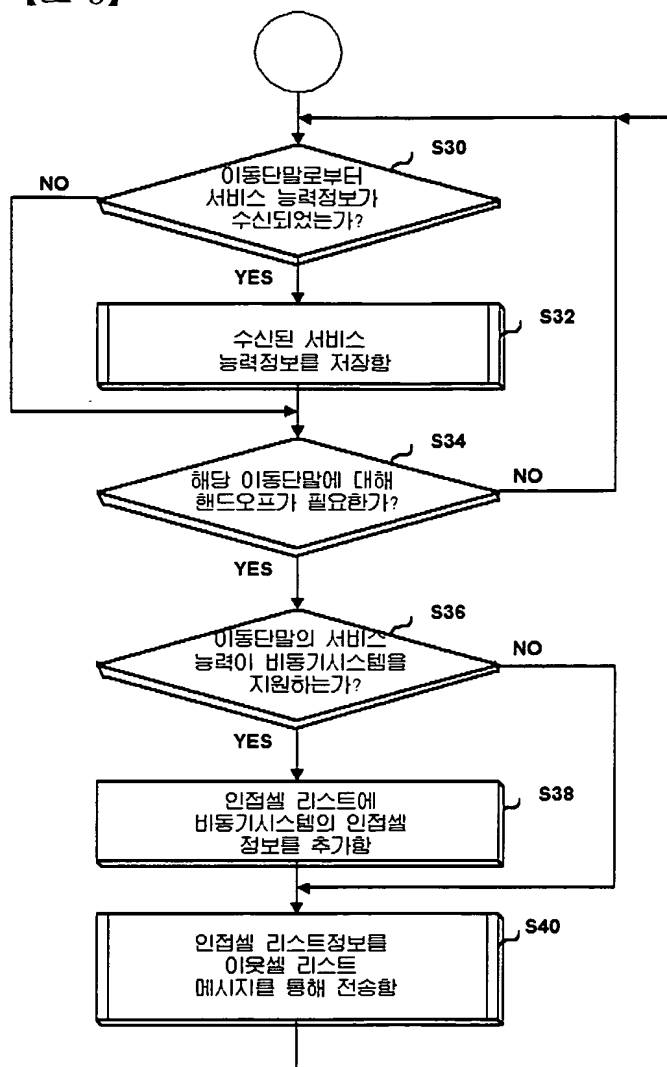 S30
이동단말로부터
서비스 능력정보가
수신되었는가?
NO
YES
S32
수신된 서비스
능력정보를 저장함
S34
해당 이동단말에 대해
핸드오프가 필요한가?
NO
YES
S36
이동단말의 서비스
능력이 비동기시스템을
지원하는가?
NO
YES
S38
인접셀 리스트에
비동기시스템의 인접셀
정보를 추가함
S40
인접셀 리스트정보를
이웃셀 리스트
메시지를 통해 전송함